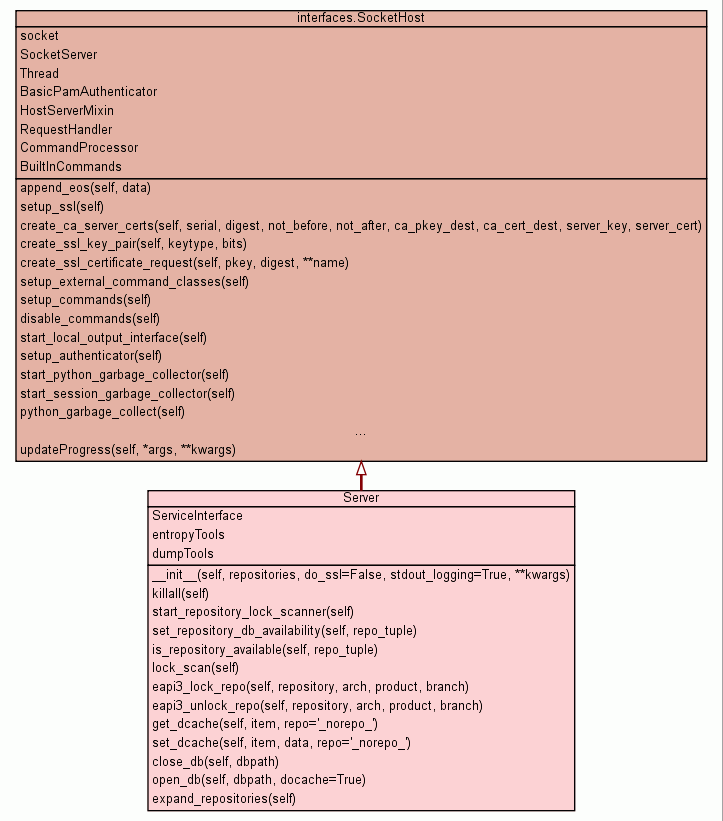 interfaces.SocketHost
socket
SocketServer
Thread
BasicPamAuthenticator
HostServerMixin
RequestHandler
CommandProcessor
BuiltInCommands
append_eos(self, data)
setup_ssl(self)
create_ca_server_certs(self, serial, digest, not_before, not_after, ca_pkey_dest, ca_cert_dest, server_key, server_cert)
create_ssl_key_pair(self, keytype, bits)
create_ssl_certificate_request(self, pkey, digest, **name)
setup_external_command_classes(self)
setup_commands(self)
disable_commands(self)
start_local_output_interface(self)
setup_authenticator(self)
start_python_garbage_collector(self)
start_session_garbage_collector(self)
python_garbage_collect(self)
...
updateProgress(self, *args, **kwargs)
Server
ServiceInterface
entropyTools
dumpTools
__init__(self, repositories, do_ssl=False, stdout_logging=True, **kwargs)
killall(self)
start_repository_lock_scanner(self)
set_repository_db_availability(self, repo_tuple)
is_repository_available(self, repo_tuple)
lock_scan(self)
eapi3_lock_repo(self, repository, arch, product, branch)
eapi3_unlock_repo(self, repository, arch, product, branch)
get_dcache(self, item, repo='_norepo_')
set_dcache(self, item, data, repo='_norepo_')
close_db(self, dbpath)
open_db(self, dbpath, docache=True)
expand_repositories(self)